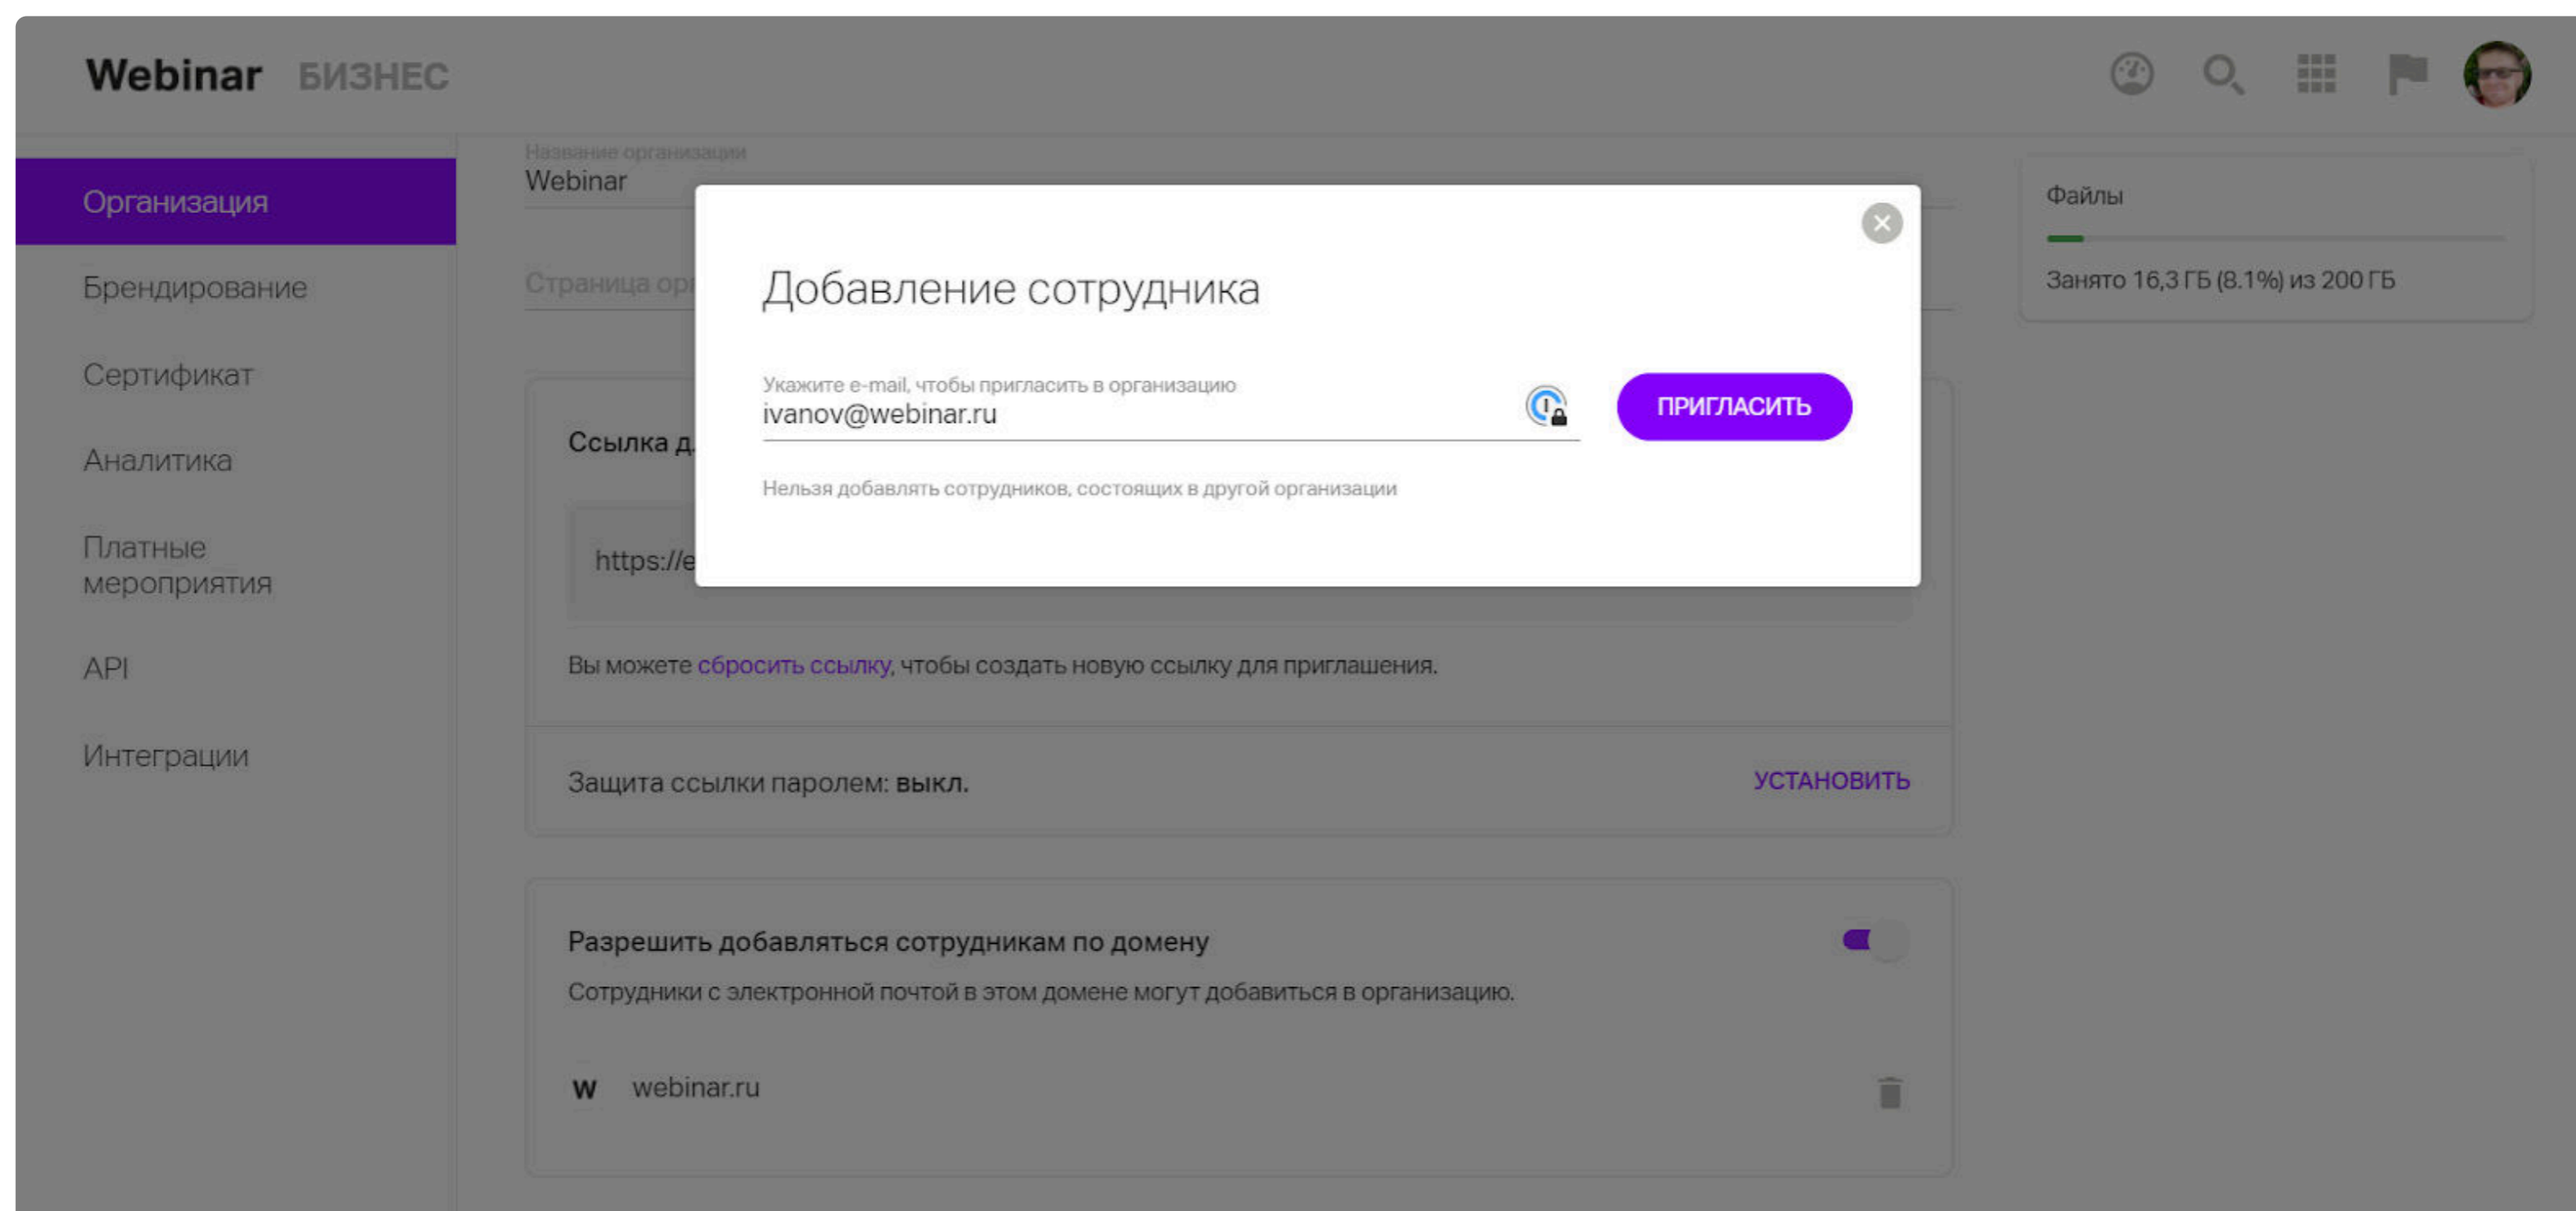 Webinar БИЗНЕС
Организация
Брендирование
Сертификат
Аналитика
Платные
мероприятия
API
Интеграции
Название организации
Webinar
Страница
Добавление сотрудника
Укажите e-mail, чтобы пригласить в организацию
ivanov@webinar.ru
ПРИГЛАСИТЬ
Нельзя добавлять сотрудников, состоящих в другой организации
Ссылка
https://e
Вы можете сбросить ссылку, чтобы создать новую ссылку для приглашения.
Защита ссылки паролем: выкл.
УСТАНОВИТЬ
Разрешить добавляться сотрудникам по домену
Сотрудники с электронной почтой в этом домене могут добавиться в организацию.
W webinar.ru
Файлы
Занято 16,3 ГБ (8.1%) из 200 ГБ